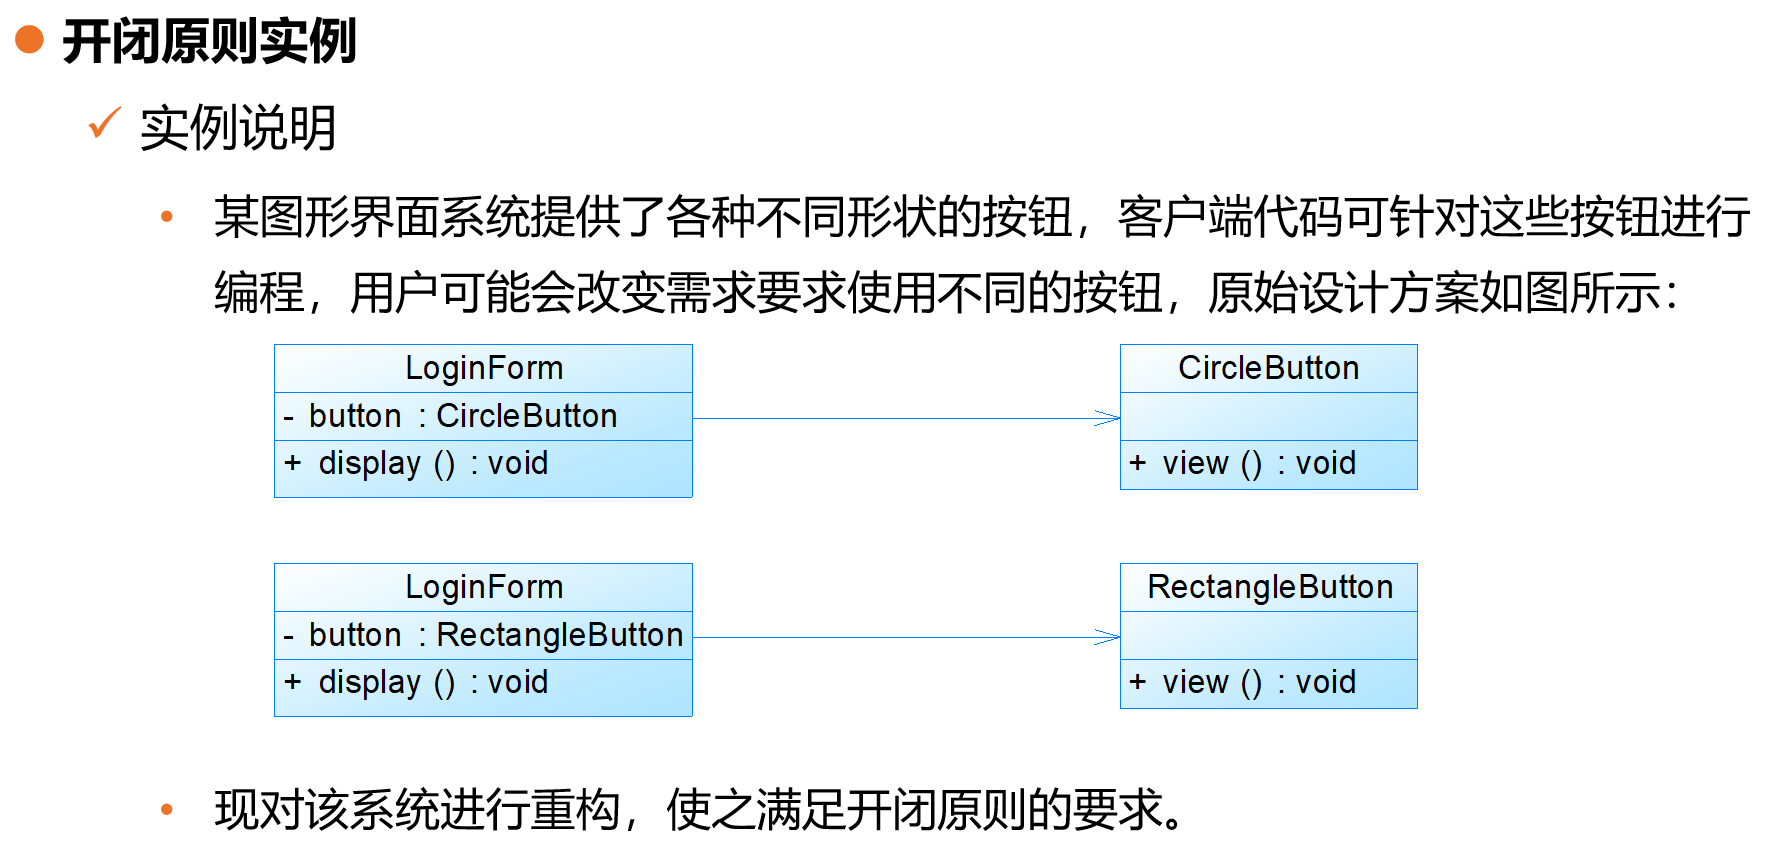 开闭原则实例
实例说明
某图形界面系统提供了各种不同形状的按钮，客户端代码可针对这些按钮进行
编程，用户可能会改变需求要求使用不同的按钮，原始设计方案如图所示：
LoginForm
- button : CircleButton
+ display () : void
CircleButton
+ view () : void
LoginForm
- button : RectangleButton
+ display () : void
RectangleButton
+ view () : void
现对该系统进行重构，使之满足开闭原则的要求。